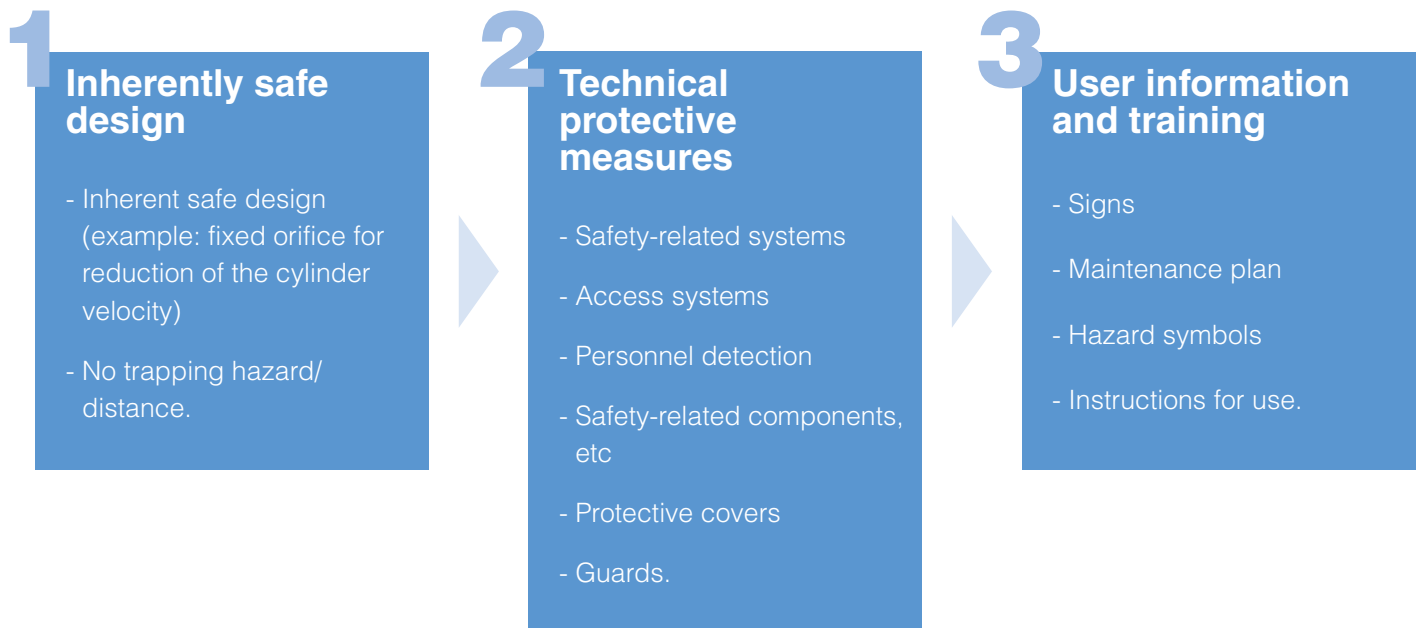 1
Inherently safe
design
- Inherent safe design
(example: fixed orifice for
reduction of the cylinder
velocity)
- No trapping hazard/
distance.
2
Technical
protective
measures
- Safety-related systems
- Access systems
- Personnel detection
- Safety-related components,
etc
- Protective covers
- Guards.
3
User information
and training
- Signs
- Maintenance plan
- Hazard symbols
- Instructions for use.